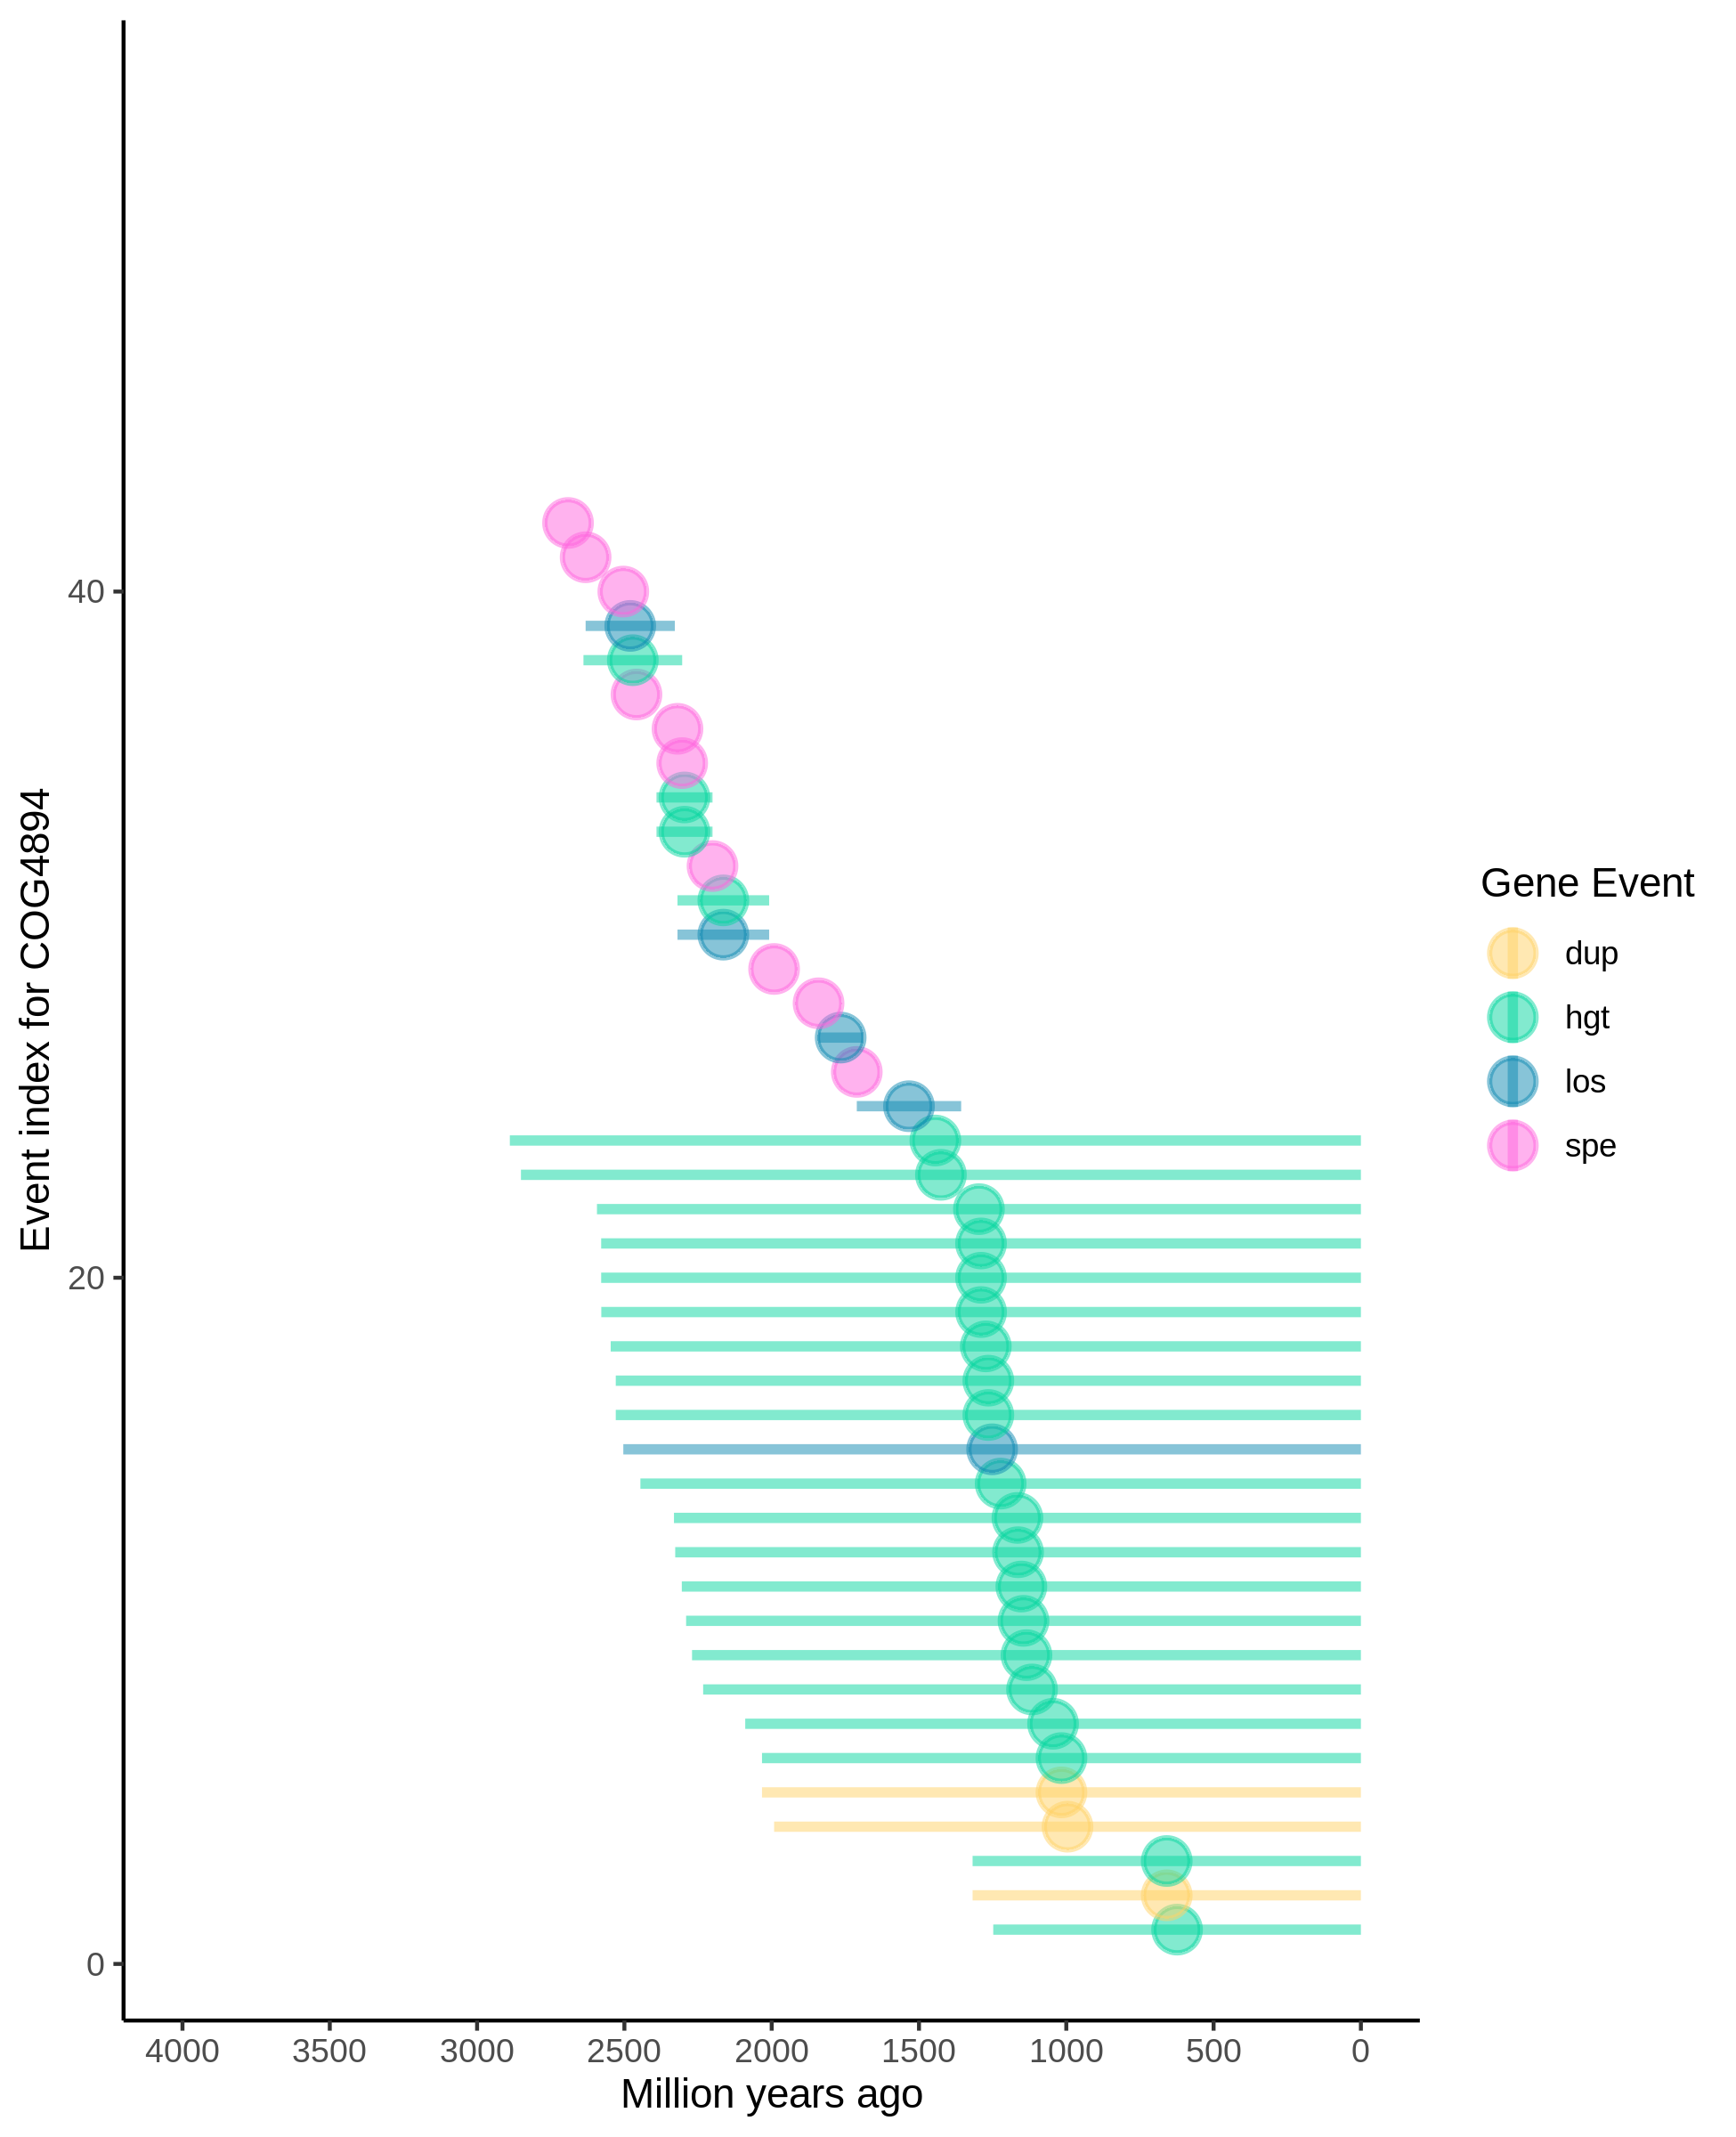 Event index for COG4894
40
20
0
4000 3500 3000 2500 2000 1500 1000 500 0
Million years ago
Gene Event
dup
hgt
los
spe